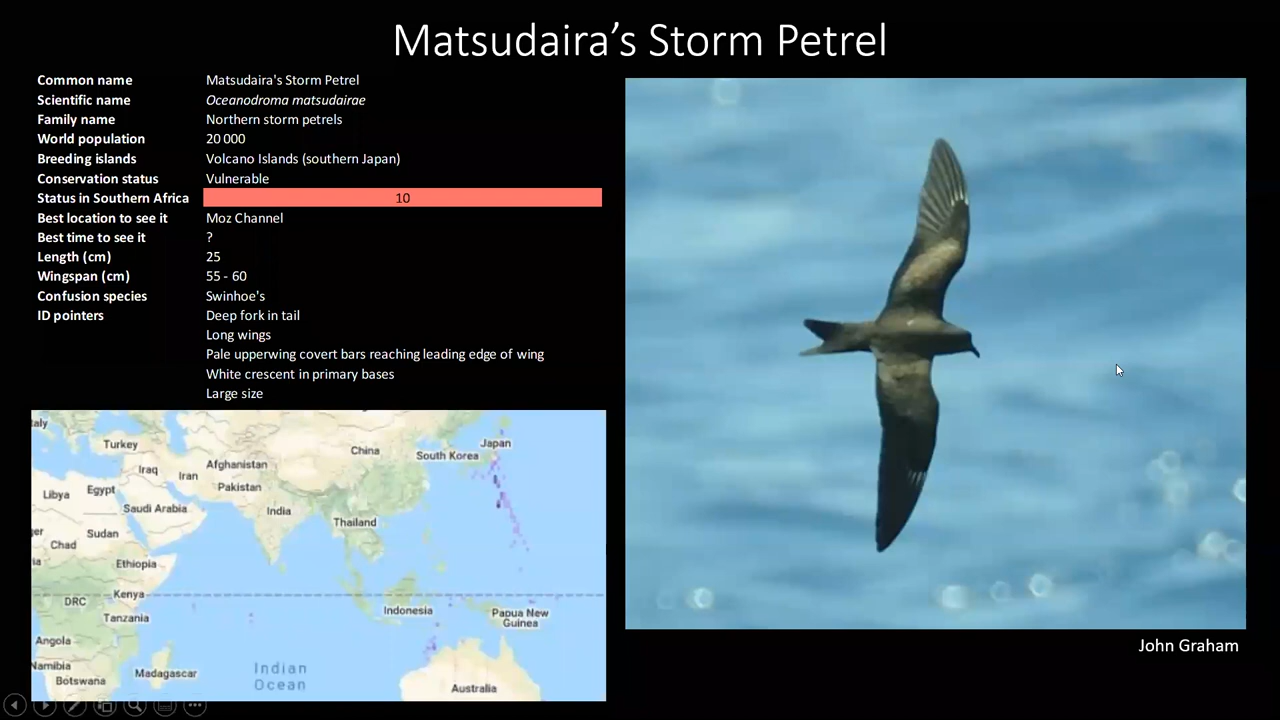 Matsudaira’s Storm Petrel
Common name Matsudaira's Storm Petrel
Scientific name Oceanodroma matsudairae
Family name Northern storm petrels
World population 20 000
Breeding islands Volcano Islands (southern Japan)
Conservation status Vulnerable
Status in Southern Africa 10
Best location to see it Moz Channel
Best time to see it ?
Length (cm) 25
Wingspan (cm) 55 - 60
Confusion species Swinhoe's
ID pointers Deep fork in tail
Long wings
Pale upperwing covert bars reaching leading edge of wing
White crescent in primary bases
Large size
John Graham
taly
Turkey
China
Japan
South Korea
Iraq
Iran
Afghanistan
Pakistan
Libya
Egypt
Saudi Arabia
India
Thailand
ger
Chad
Sudan
ia
Ethiopia
DRC
Kenya
Tanzania
Indonesia
Papua New
Guinea
Angola
Namibia
Botswana
Madagascar
Indian
Ocean
Australia